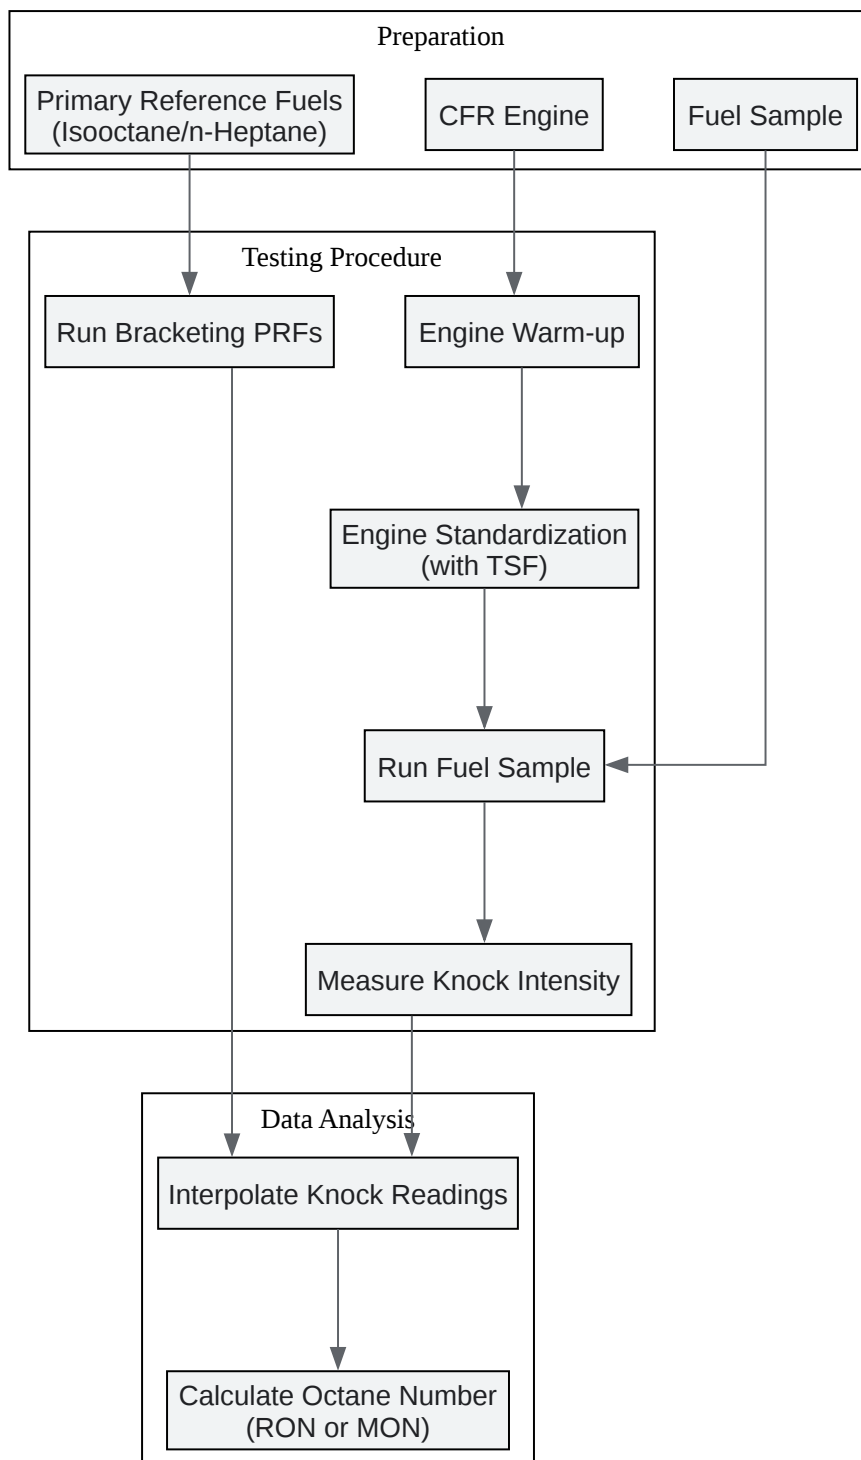 Preparation
Primary Reference Fuels
(Isooctane/n-Heptane)
CFR Engine
Fuel Sample
Testing Procedure
Run Bracketing PRFs
Engine Warm-up
Engine Standardization
(with TSF)
Run Fuel Sample
Measure Knock Intensity
Data Analysis
Interpolate Knock Readings
Calculate Octane Number
(RON or MON)